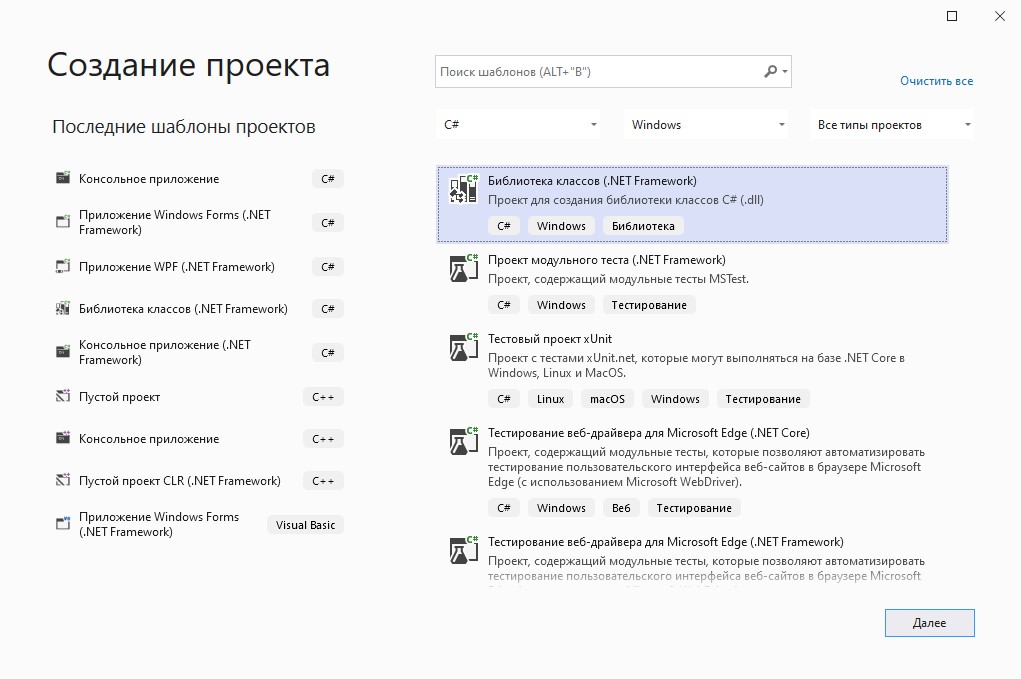 Создание проекта
Последние шаблоны проектов
Консольное приложение
C#
Приложение Windows Forms (.NET
Framework)
C#
Приложение WPF (.NET Framework)
C#
Библиотека классов (.NET Framework)
C#
Консольное приложение (.NET
Framework)
C#
Пустой проект
C++
Консольное приложение
C++
Пустой проект CLR (.NET Framework)
C++
Приложение Windows Forms
(.NET Framework)
Visual Basic
Поиск шаблонов (ALT+"B")
Очистить все
C#
Windows
Все типы проектов
Библиотека классов (.NET Framework)
Проект для создания библиотеки классов C# (.dll)
C# Windows Библиотека
Проект модульного теста (.NET Framework)
Проект, содержащий модульные тесты MSTest.
C# Windows Тестирование
Тестовый проект xUnit
Проект с тестами xUnit.net, которые могут выполняться на базе .NET Core в
Windows, Linux и MacOS.
C# Linux macOS Windows Тестирование
Тестирование веб-драйвера для Microsoft Edge (.NET Core)
Проект, содержащий модульные тесты, которые позволяют автоматизировать
тестирование пользовательского интерфейса веб-сайтов в браузере Microsoft
Edge (с использованием Microsoft WebDriver).
C# Windows Веб Тестирование
Тестирование веб-драйвера для Microsoft Edge (.NET Framework)
Проект, содержащий модульные тесты, которые позволяют автоматизировать
тестирование пользовательского интерфейса веб-сайтов в браузере Microsoft
Далее